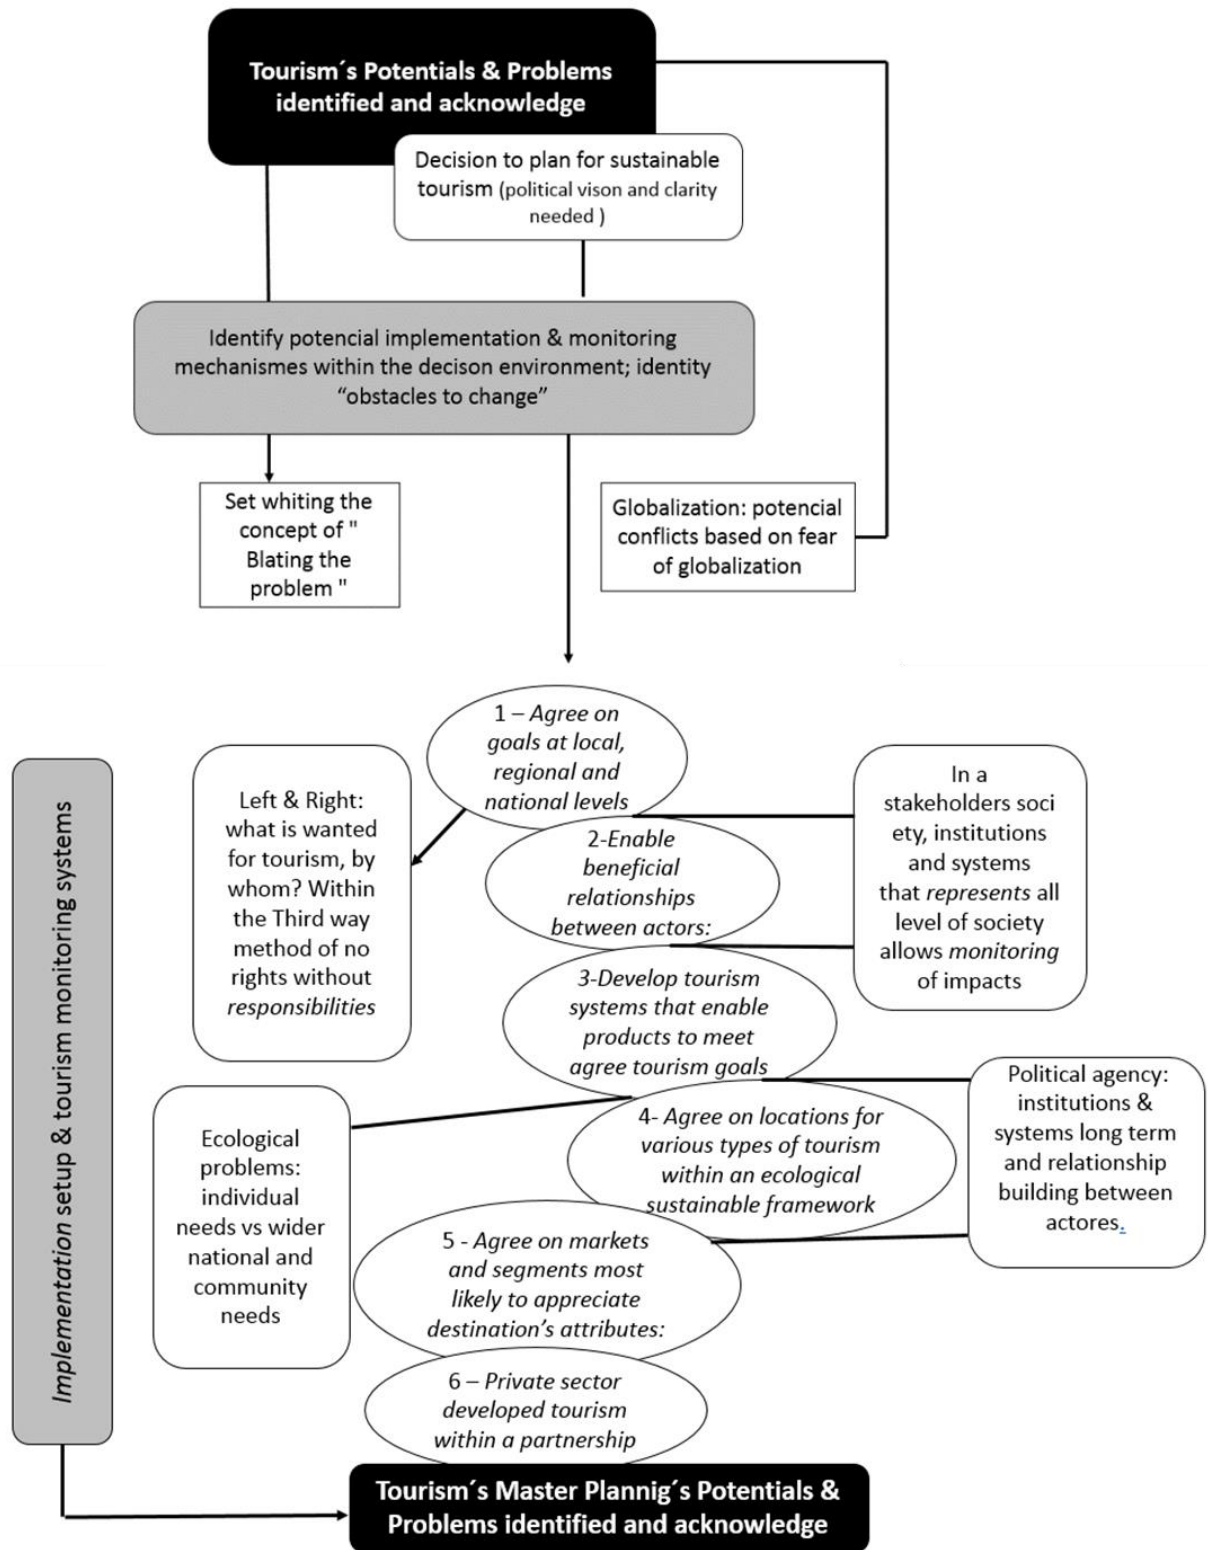 Tourism´s Potentials & Problems
identified and acknowledge
Decision to plan for sustainable
tourism (political vison and clarity
needed )
Identify potencial implementation & monitoring
mechanismes within the decison environment; identity
“obstacles to change”
Set whiting the
concept of "
Blating the
problem "
Globalization: potencial
conflicts based on fear
of globalization
1 – Agree on
goals at local,
regional and
national levels
Left & Right:
what is wanted
for tourism, by
whom? Within
the Third way
method of no
rights without
responsibilities
In a
stakeholders soci
ety, institutions
and systems
that represents all
level of society
allows monitoring
of impacts
2-Enable
beneficial
relationships
between actors:
3-Develop tourism
systems that enable
products to meet
agree tourism goals
Political agency:
institutions &
systems long term
and relationship
building between
actores.
Ecological
problems:
individual
needs vs wider
national and
community
needs
4- Agree on locations for
various types of tourism
within an ecological
sustainable framework
5 - Agree on markets
and segments most
likely to appreciate
destination’s attributes:
6 – Private sector
developed tourism
within a partnership
Implementation setup & tourism monitoring systems
Tourism´s Master Plannig´s Potentials &
Problems identified and acknowledge